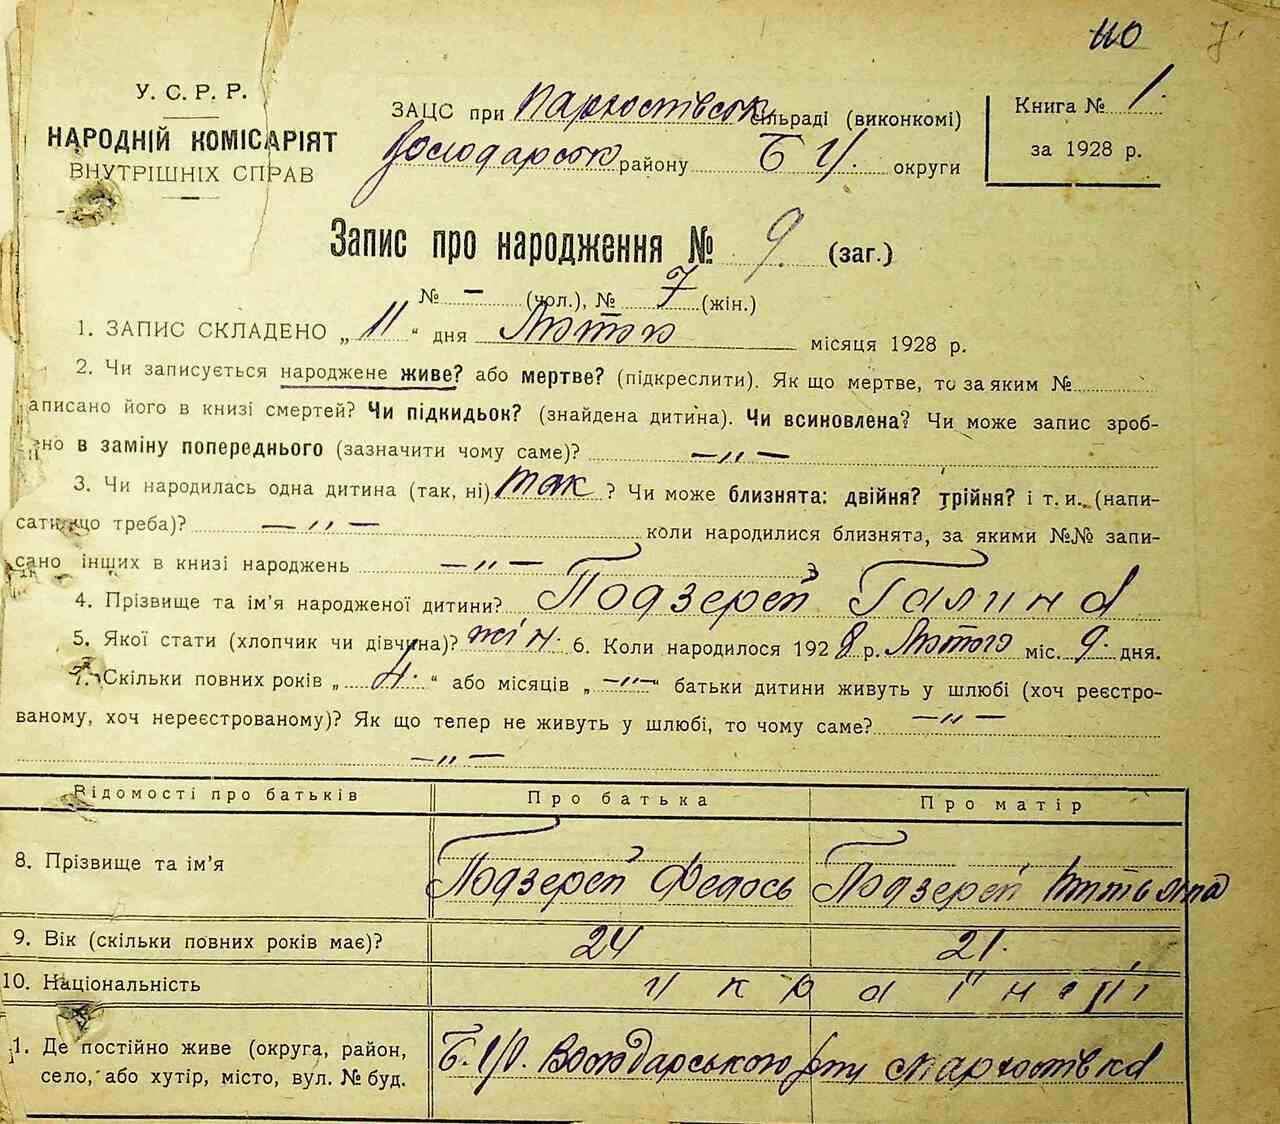 110 7.
У. С. Р. Р.
НАРОДНІЙ КОМІСАРІЯТ
ВНУТРІШНІХ СПРАВ
ЗАЦС при Пархомівськ сільраді (виконкомі)
Володарськ району Б Ц. округи
Книга № 1.
за 1928 р.
Запис про народження № 9. (заг.)
№ – (чол.), № 7 (жін.)
1. ЗАПИС СКЛАДЕНО „ 11 “ дня Лютого місяця 1928 р.
2. Чи записується народжене живе? або мертве? (підкреслити). Як що мертве, то за яким №
аписано його в книзі смертей? Чи підкидьок? (знайдена дитина). Чи всиновлена? Чи може запис зроб-
ено в заміну попереднього (зазначити чому саме)? – „ –
3. Чи народилась одна дитина (так, ні) так ? Чи може близнята: двійня? трійня? і т. и. (напи-
сати що треба)? – „ – коли народилися близнята, за якими №№ запи-
сано інших в книзі народжень – „ –
4. Прізвище та ім'я народженої дитини? Подзерей Галина
5. Якої стати (хлопчик чи дівчина)? жін. 6. Коли народилося 1928 р. Лютого міс. 9. дня.
7. Скільки повних років „ 4. “ або місяців „ – „ – “ батьки дитини живуть у шлюбі (хоч реєстро-
ваному, хоч нереєстрованому)? Як що тепер не живуть у шлюбі, то чому саме? – „ –
– „ –
Відомості про батьків Про батька Про матір
8. Прізвище та ім'я Подзерей Федось Подзерей
9. Вік (скільки повних років має)? 24 21.
10. Національність українці
1. Де постійно живе (округа, район,
село, або хутір, місто, вул. № буд.
Б.Ц. Володарського р-ну